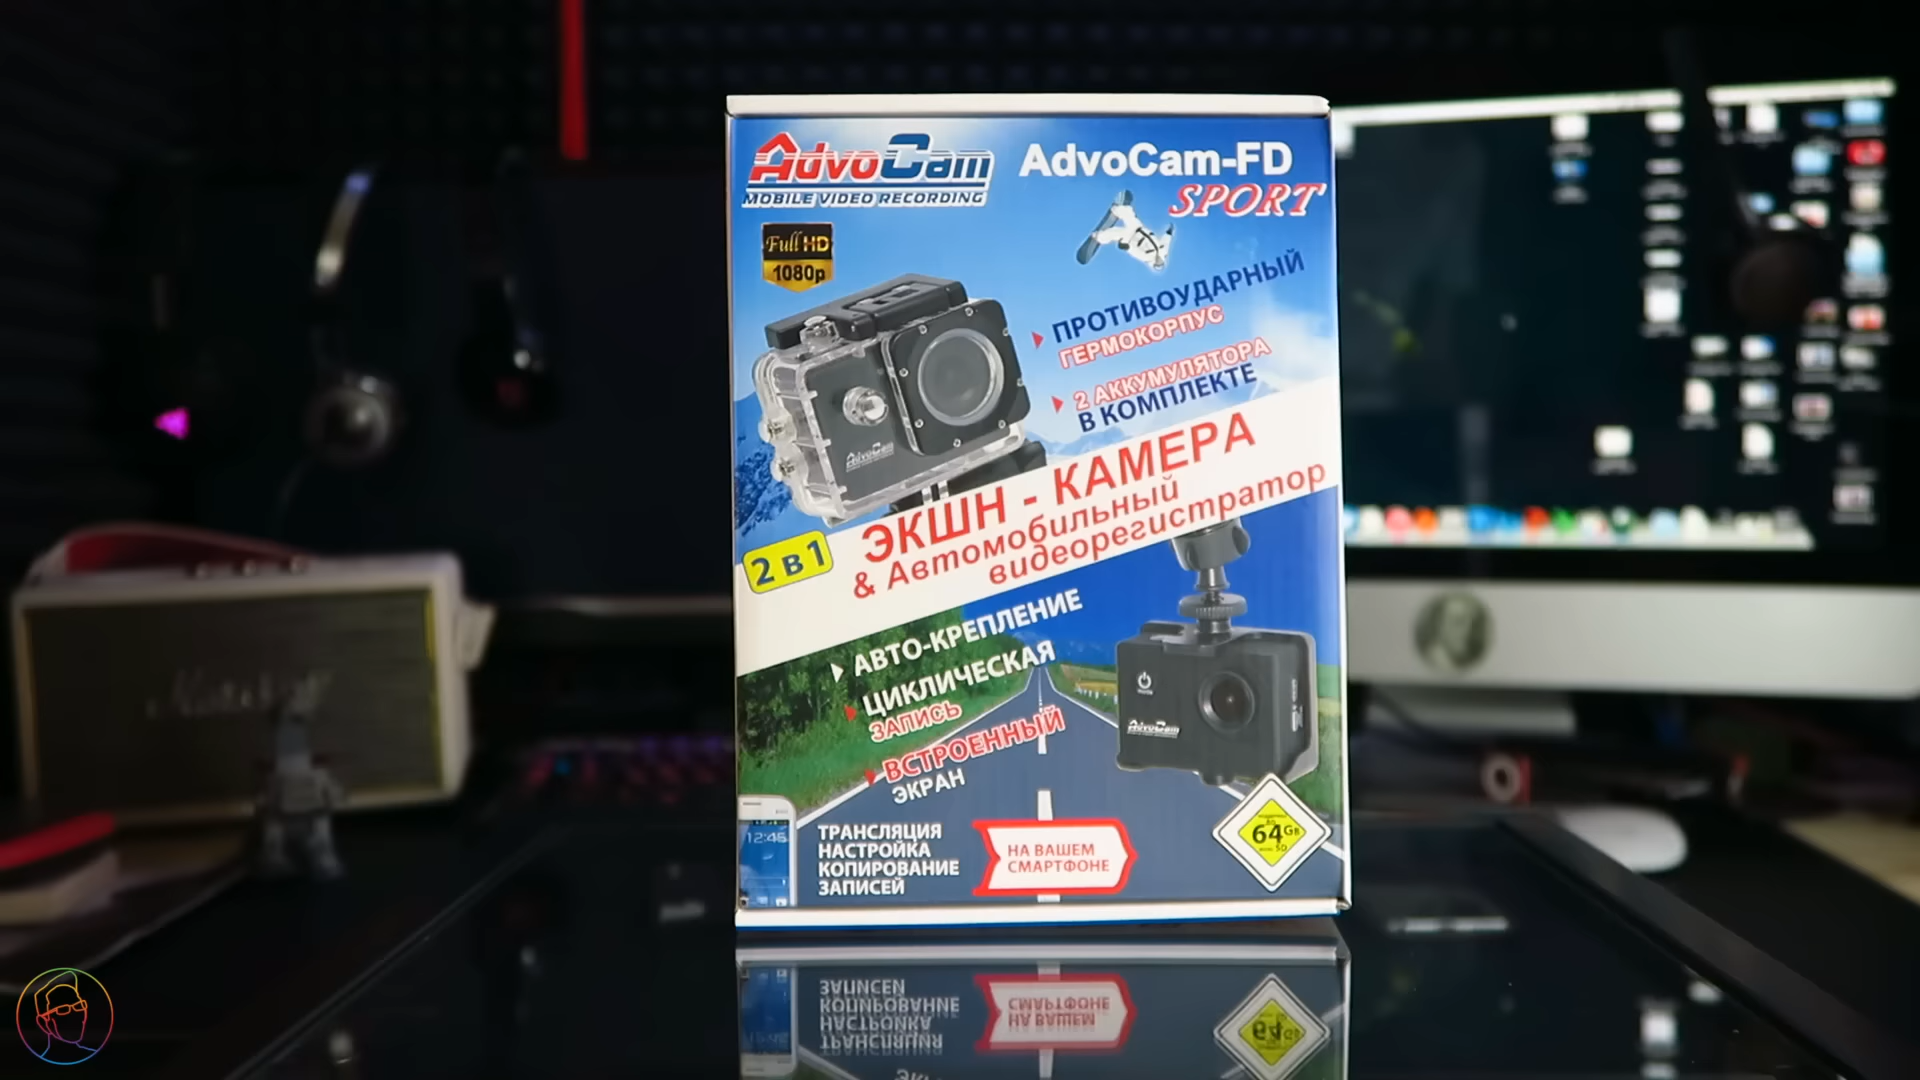 AdvoCam
MOBILE VIDEO RECORDING
AdvoCam-FD
SPORT
Full HD
1080p
ПРОТИВОУДАРНЫЙ
ГЕРМОКОРПУС
2 АККУМУЛЯТОРА
В КОМПЛЕКТЕ
AdvoCam
ЭКШН - КАМЕРА
& Автомобильный
видеорегистратор
2 в 1
АВТО-КРЕПЛЕНИЕ
ЦИКЛИЧЕСКАЯ
ЗАПИСЬ
ВСТРОЕННЫЙ
ЭКРАН
AdvoCam
12:45
ТРАНСЛЯЦИЯ
НАСТРОЙКА
КОПИРОВАНИЕ
ЗАПИСЕЙ
НА ВАШЕМ
СМАРТФОНЕ
64GB